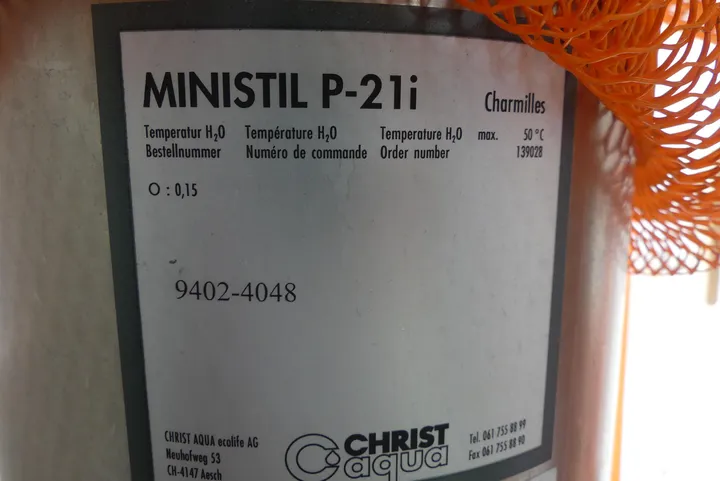 MINISTIL P-21i Charmilles
Temperatur H₂O Température H₂O Temperature H₂O max. 50 °C
Bestellnummer Numéro de commande Order number 139028
O : 0,15
9402-4048
CHRIST AQUA ecolife AG
Neuhofweg 53
CH-4147 Aesch
CHRIST
aqua
Tel. 061 755 88 99
Fax 061 755 88 90